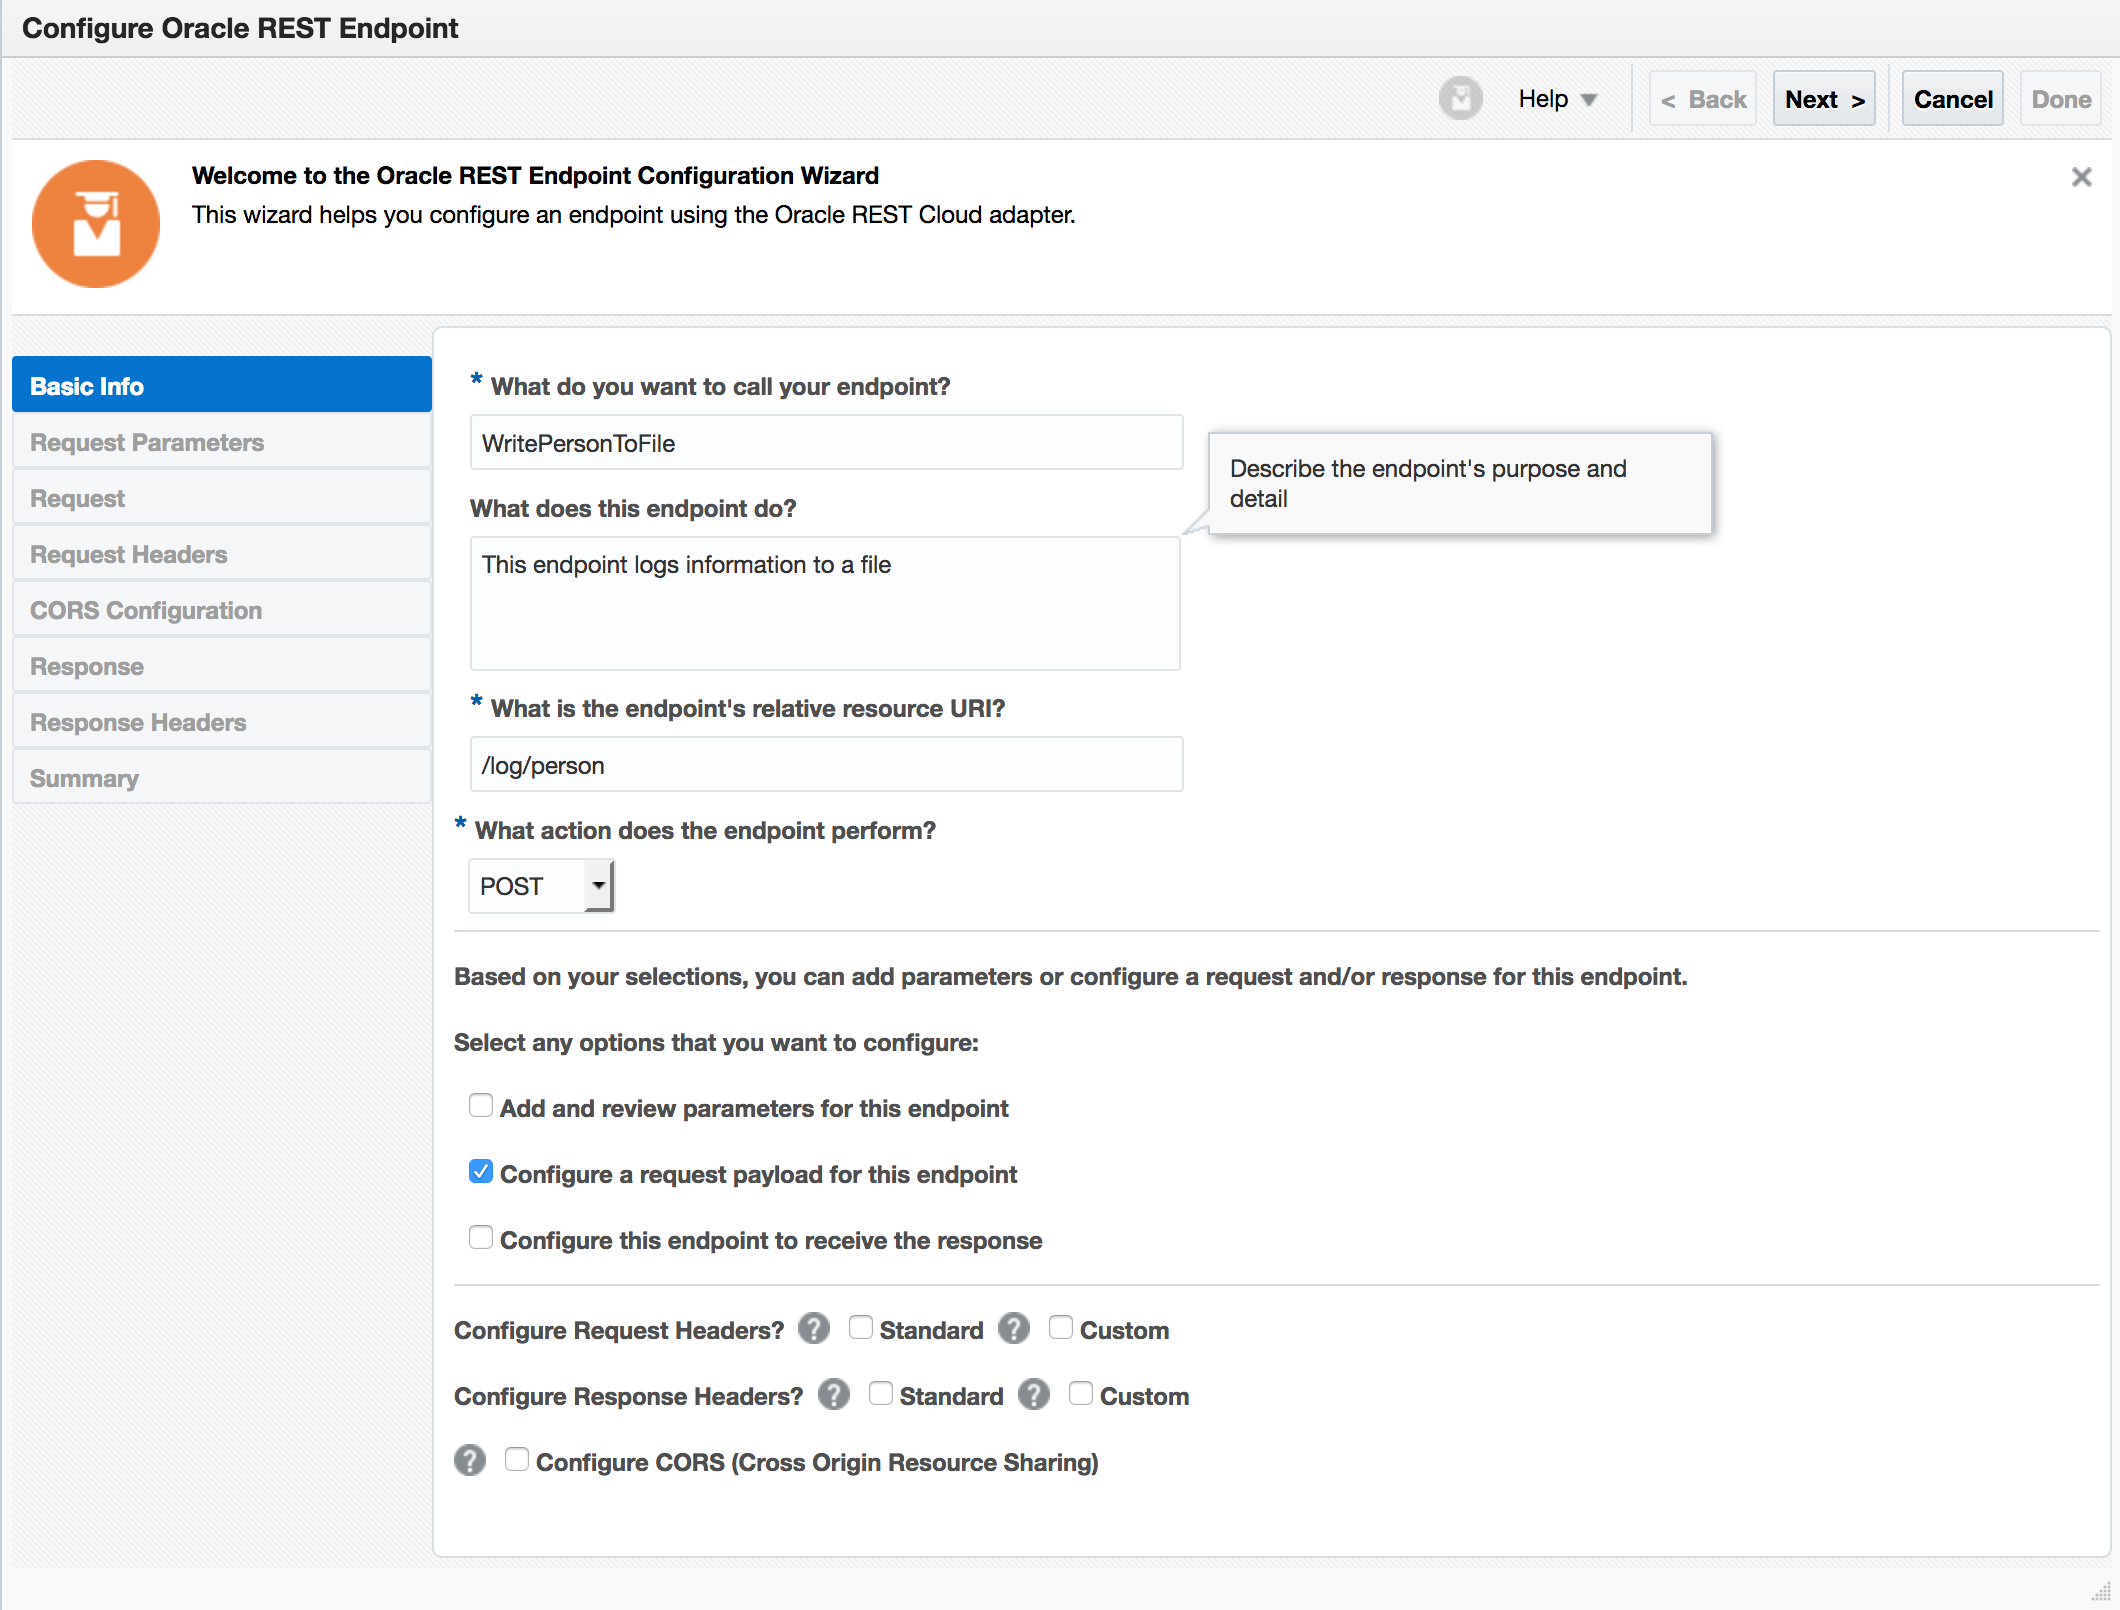 Configure Oracle REST Endpoint
Help
< Back
Next >
Cancel
Done
Welcome to the Oracle REST Endpoint Configuration Wizard
This wizard helps you configure an endpoint using the Oracle REST Cloud adapter.
Basic Info
Request Parameters
Request
Request Headers
CORS Configuration
Response
Response Headers
Summary
* What do you want to call your endpoint?
WritePersonToFile
Describe the endpoint's purpose and
detail
What does this endpoint do?
This endpoint logs information to a file
* What is the endpoint's relative resource URI?
/log/person
* What action does the endpoint perform?
POST
Based on your selections, you can add parameters or configure a request and/or response for this endpoint.
Select any options that you want to configure:
Add and review parameters for this endpoint
Configure a request payload for this endpoint
Configure this endpoint to receive the response
Configure Request Headers? ? Standard ? Custom
Configure Response Headers? ? Standard ? Custom
? Configure CORS (Cross Origin Resource Sharing)